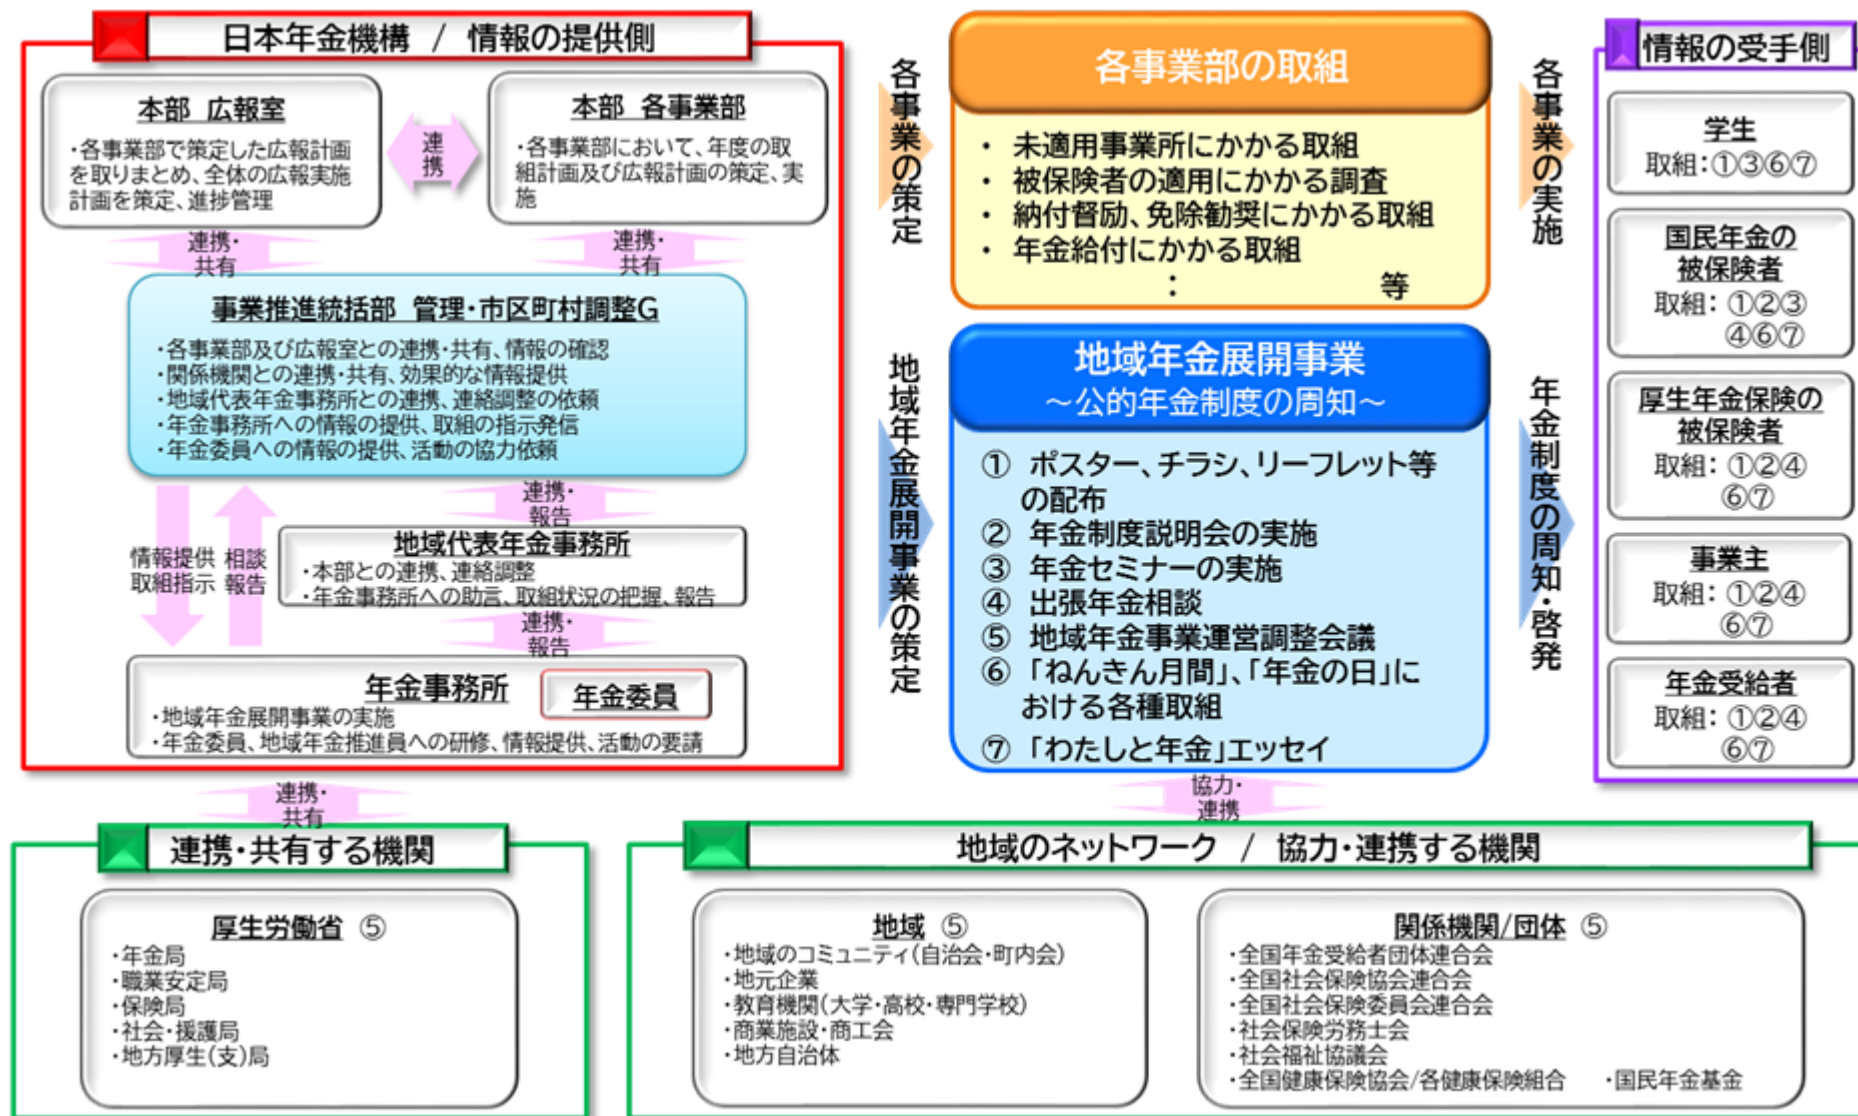 日本年金機構 / 情報の提供側
本部 広報室
・各事業部で策定した広報計画
を取りまとめ、全体の広報実施
計画を策定、進捗管理
連
携
本部 各事業部
・各事業部において、年度の取
組計画及び広報計画の策定、実
施
連携・
共有
連携・
共有
事業推進統括部 管理・市区町村調整G
・各事業部及び広報室との連携・共有、情報の確認
・関係機関との連携・共有、効果的な情報提供
・地域代表年金事務所との連携、連絡調整の依頼
・年金事務所への情報の提供、取組の指示発信
・年金委員への情報の提供、活動の協力依頼
情報提供
取組指示
相談
報告
連携・
報告
地域代表年金事務所
・本部との連携、連絡調整
・年金事務所への助言、取組状況の把握、報告
連携・
報告
年金事務所
年金委員
・地域年金展開事業の実施
・年金委員、地域年金推進員への研修、情報提供、活動の要請
各事業の策定
地域年金展開事業の策定
各事業部の取組
・ 未適用事業所にかかる取組
・ 被保険者の適用にかかる調査
・ 納付督励、免除勧奨にかかる取組
・ 年金給付にかかる取組
： 等
地域年金展開事業
～公的年金制度の周知～
① ポスター、チラシ、リーフレット等
の配布
② 年金制度説明会の実施
③ 年金セミナーの実施
④ 出張年金相談
⑤ 地域年金事業運営調整会議
⑥ 「ねんきん月間」、「年金の日」に
おける各種取組
⑦ 「わたしと年金」エッセイ
各事業の実施
年金制度の周知・啓発
情報の受手側
学生
取組：①③⑥⑦
国民年金の
被保険者
取組： ①②③
④⑥⑦
厚生年金保険の
被保険者
取組： ①②④
⑥⑦
事業主
取組： ①②④
⑥⑦
年金受給者
取組： ①②④
⑥⑦
連携・
共有
協力・
連携
連携・共有する機関
厚生労働省 ⑤
・年金局
・職業安定局
・保険局
・社会・援護局
・地方厚生(支)局
地域のネットワーク / 協力・連携する機関
地域 ⑤
・地域のコミュニティ(自治会・町内会)
・地元企業
・教育機関(大学・高校・専門学校)
・商業施設・商工会
・地方自治体
関係機関/団体 ⑤
・全国年金受給者団体連合会
・全国社会保険協会連合会
・全国社会保険委員会連合会
・社会保険労務士会
・社会福祉協議会
・全国健康保険協会/各健康保険組合 ・国民年金基金